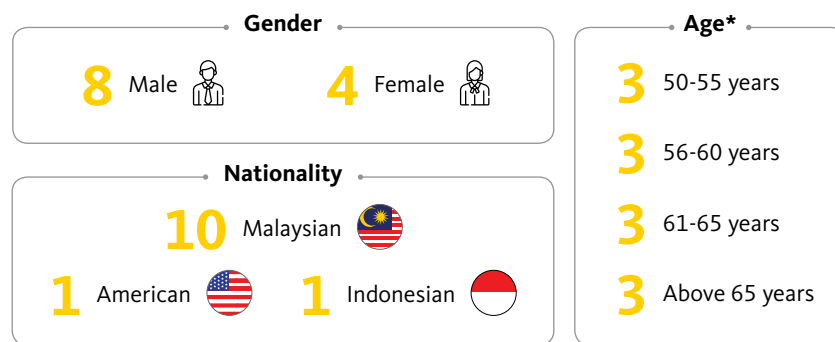 Gender
8 Male
4 Female
Nationality
10 Malaysian
1 American
1 Indonesian
Age*
3 50-55 years
3 56-60 years
3 61-65 years
3 Above 65 years